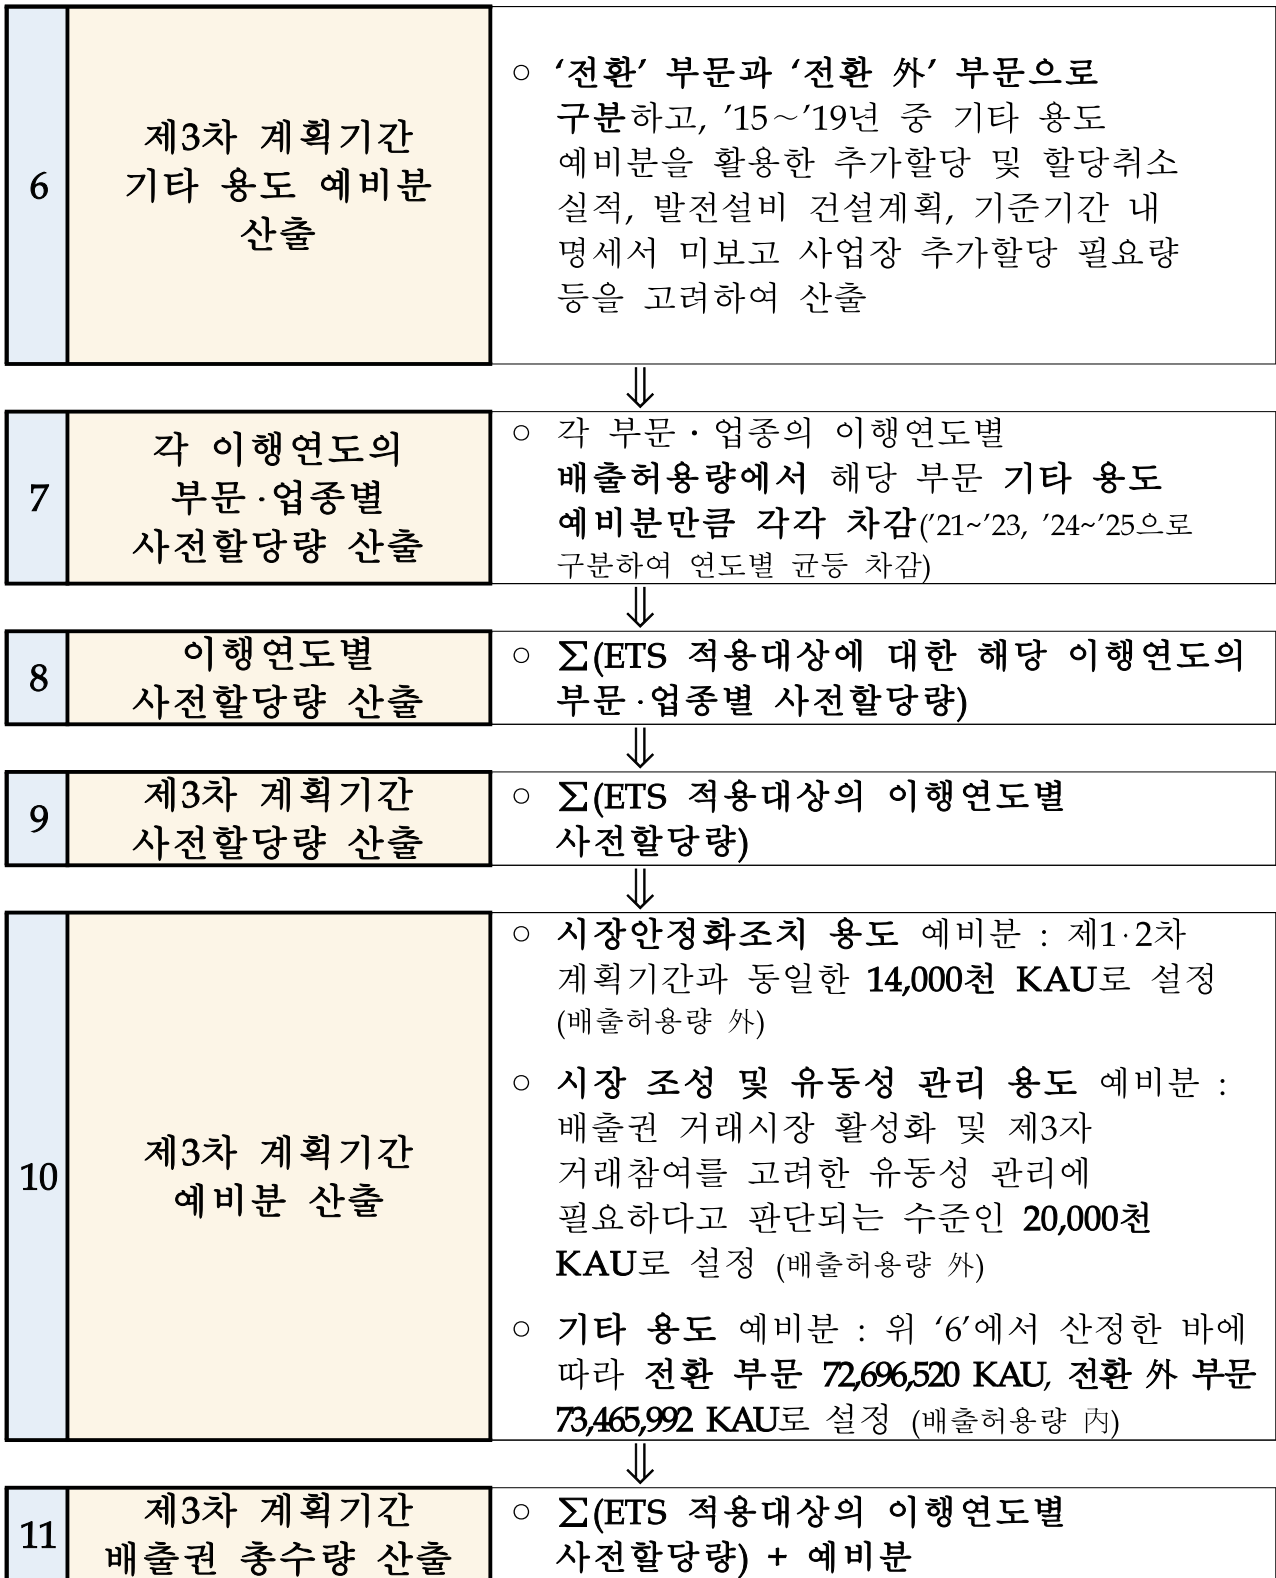 6
제3차 계획기간
기타 용도 예비분
산출
○ ‘전환’ 부문과 ‘전환 外’ 부문으로
구분하고, ’15～’19년 중 기타 용도
예비분을 활용한 추가할당 및 할당취소
실적, 발전설비 건설계획, 기준기간 내
명세서 미보고 사업장 추가할당 필요량
등을 고려하여 산출
⇓
7
각 이행연도의
부문·업종별
사전할당량 산출
○ 각 부문·업종의 이행연도별
배출허용량에서 해당 부문 기타 용도
예비분만큼 각각 차감(’21~’23, ’24~’25으로
구분하여 연도별 균등 차감)
⇓
8
이행연도별
사전할당량 산출
○ ∑(ETS 적용대상에 대한 해당 이행연도의
부문·업종별 사전할당량)
⇓
9
제3차 계획기간
사전할당량 산출
○ ∑(ETS 적용대상의 이행연도별
사전할당량)
⇓
10
제3차 계획기간
예비분 산출
○ 시장안정화조치 용도 예비분 : 제1·2차
계획기간과 동일한 14,000천 KAU로 설정
(배출허용량 外)
○ 시장 조성 및 유동성 관리 용도 예비분 :
배출권 거래시장 활성화 및 제3자
거래참여를 고려한 유동성 관리에
필요하다고 판단되는 수준인 20,000천
KAU로 설정 (배출허용량 外)
○ 기타 용도 예비분 : 위 ‘6’에서 산정한 바에
따라 전환 부문 72,696,520 KAU, 전환 外 부문
73,465,992 KAU로 설정 (배출허용량 內)
⇓
11
제3차 계획기간
배출권 총수량 산출
○ ∑(ETS 적용대상의 이행연도별
사전할당량) + 예비분